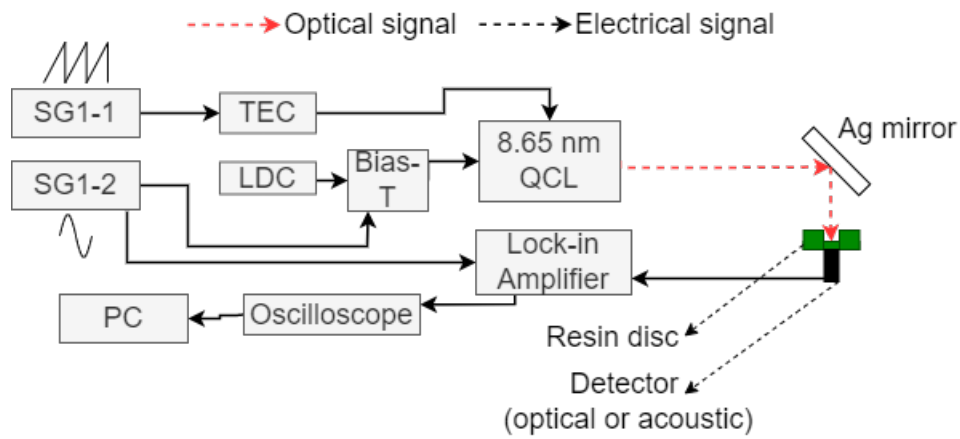 Optical signal
Electrical signal
SG1-1
TEC
8.65 nm
QCL
Ag mirror
SG1-2
LDC
Bias-
T
Lock-in
Amplifier
PC
Oscilloscope
Resin disc
Detector
(optical or acoustic)